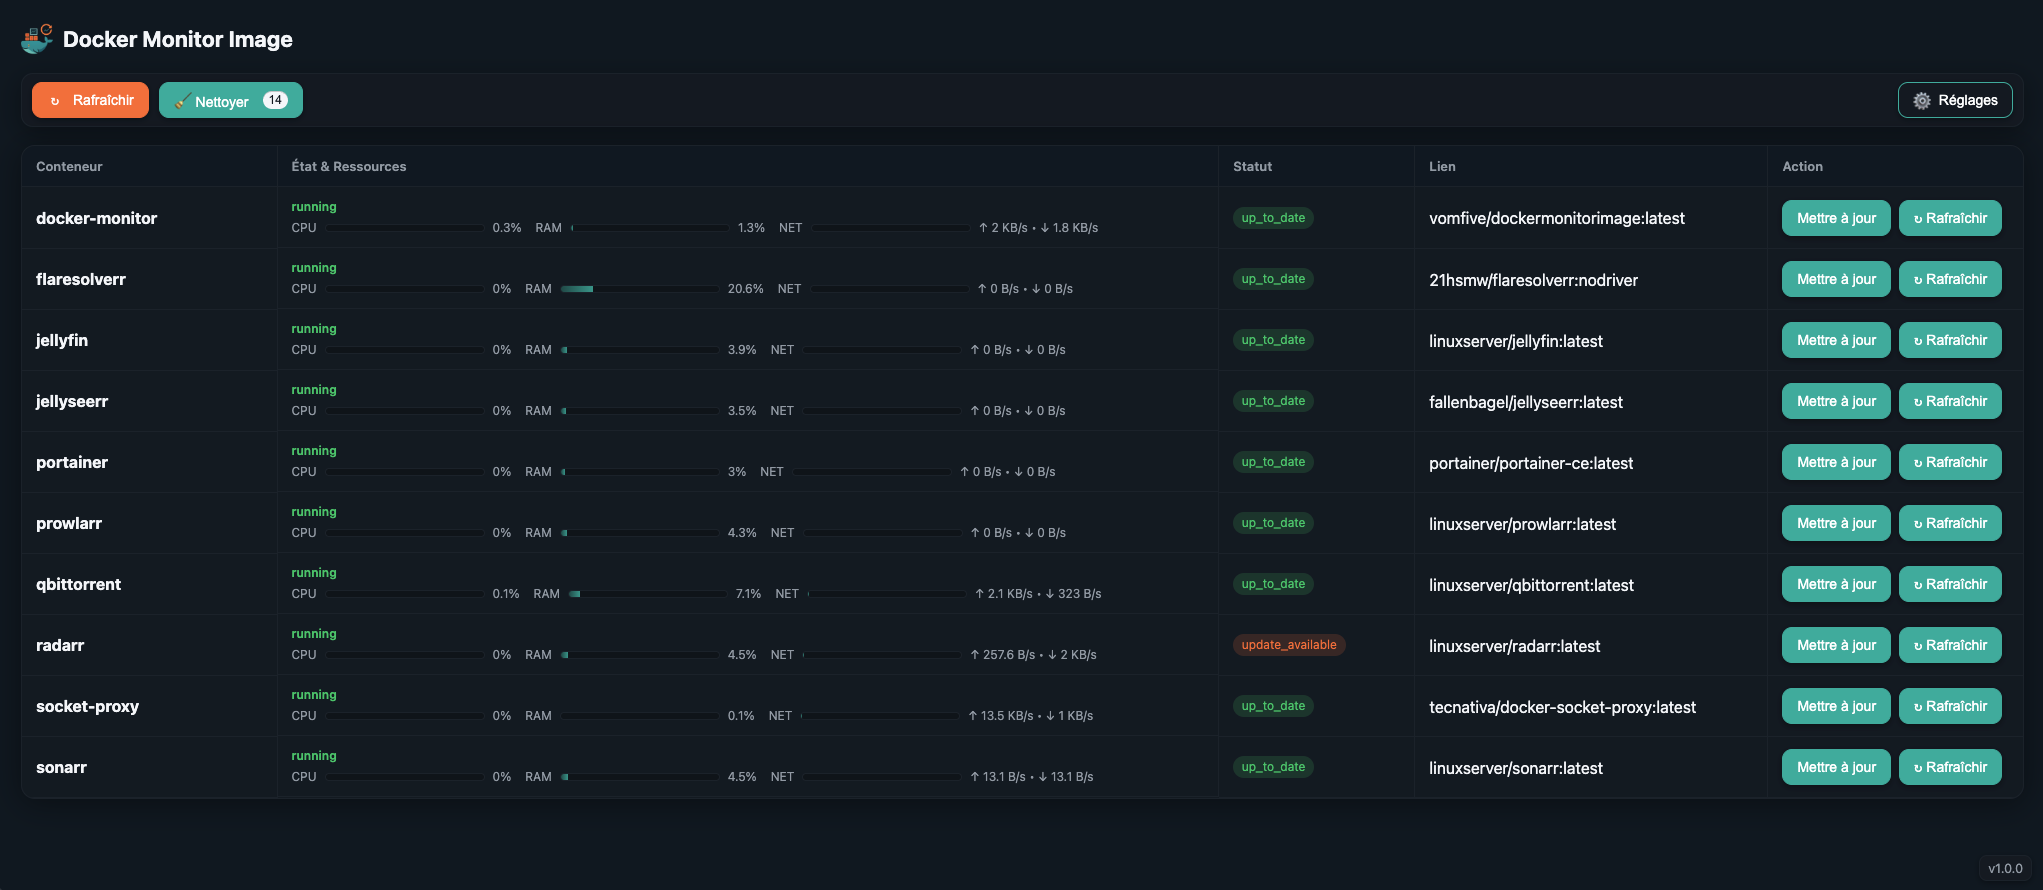 Docker Monitor Image
↻ Rafraîchir
Nettoyer 14
Réglages
Conteneur État & Ressources Statut Lien Action
docker-monitor
running
CPU 0.3% RAM 1.3% NET ↑ 2 KB/s • ↓ 1.8 KB/s
up_to_date
vomfive/dockermonitorimage:latest
Mettre à jour ↻ Rafraîchir
flaresolverr
running
CPU 0% RAM 20.6% NET ↑ 0 B/s • ↓ 0 B/s
up_to_date
21hsmw/flaresolverr:nodriver
Mettre à jour ↻ Rafraîchir
jellyfin
running
CPU 0% RAM 3.9% NET ↑ 0 B/s • ↓ 0 B/s
up_to_date
linuxserver/jellyfin:latest
Mettre à jour ↻ Rafraîchir
jellyseerr
running
CPU 0% RAM 3.5% NET ↑ 0 B/s • ↓ 0 B/s
up_to_date
fallenbagel/jellyseerr:latest
Mettre à jour ↻ Rafraîchir
portainer
running
CPU 0% RAM 3% NET ↑ 0 B/s • ↓ 0 B/s
up_to_date
portainer/portainer-ce:latest
Mettre à jour ↻ Rafraîchir
prowlarr
running
CPU 0% RAM 4.3% NET ↑ 0 B/s • ↓ 0 B/s
up_to_date
linuxserver/prowlarr:latest
Mettre à jour ↻ Rafraîchir
qbittorrent
running
CPU 0.1% RAM 7.1% NET ↑ 2.1 KB/s • ↓ 323 B/s
up_to_date
linuxserver/qbittorrent:latest
Mettre à jour ↻ Rafraîchir
radarr
running
CPU 0% RAM 4.5% NET ↑ 257.6 B/s • ↓ 2 KB/s
update_available
linuxserver/radarr:latest
Mettre à jour ↻ Rafraîchir
socket-proxy
running
CPU 0% RAM 0.1% NET ↑ 13.5 KB/s • ↓ 1 KB/s
up_to_date
tecnativa/docker-socket-proxy:latest
Mettre à jour ↻ Rafraîchir
sonarr
running
CPU 0% RAM 4.5% NET ↑ 13.1 B/s • ↓ 13.1 B/s
up_to_date
linuxserver/sonarr:latest
Mettre à jour ↻ Rafraîchir
v1.0.0